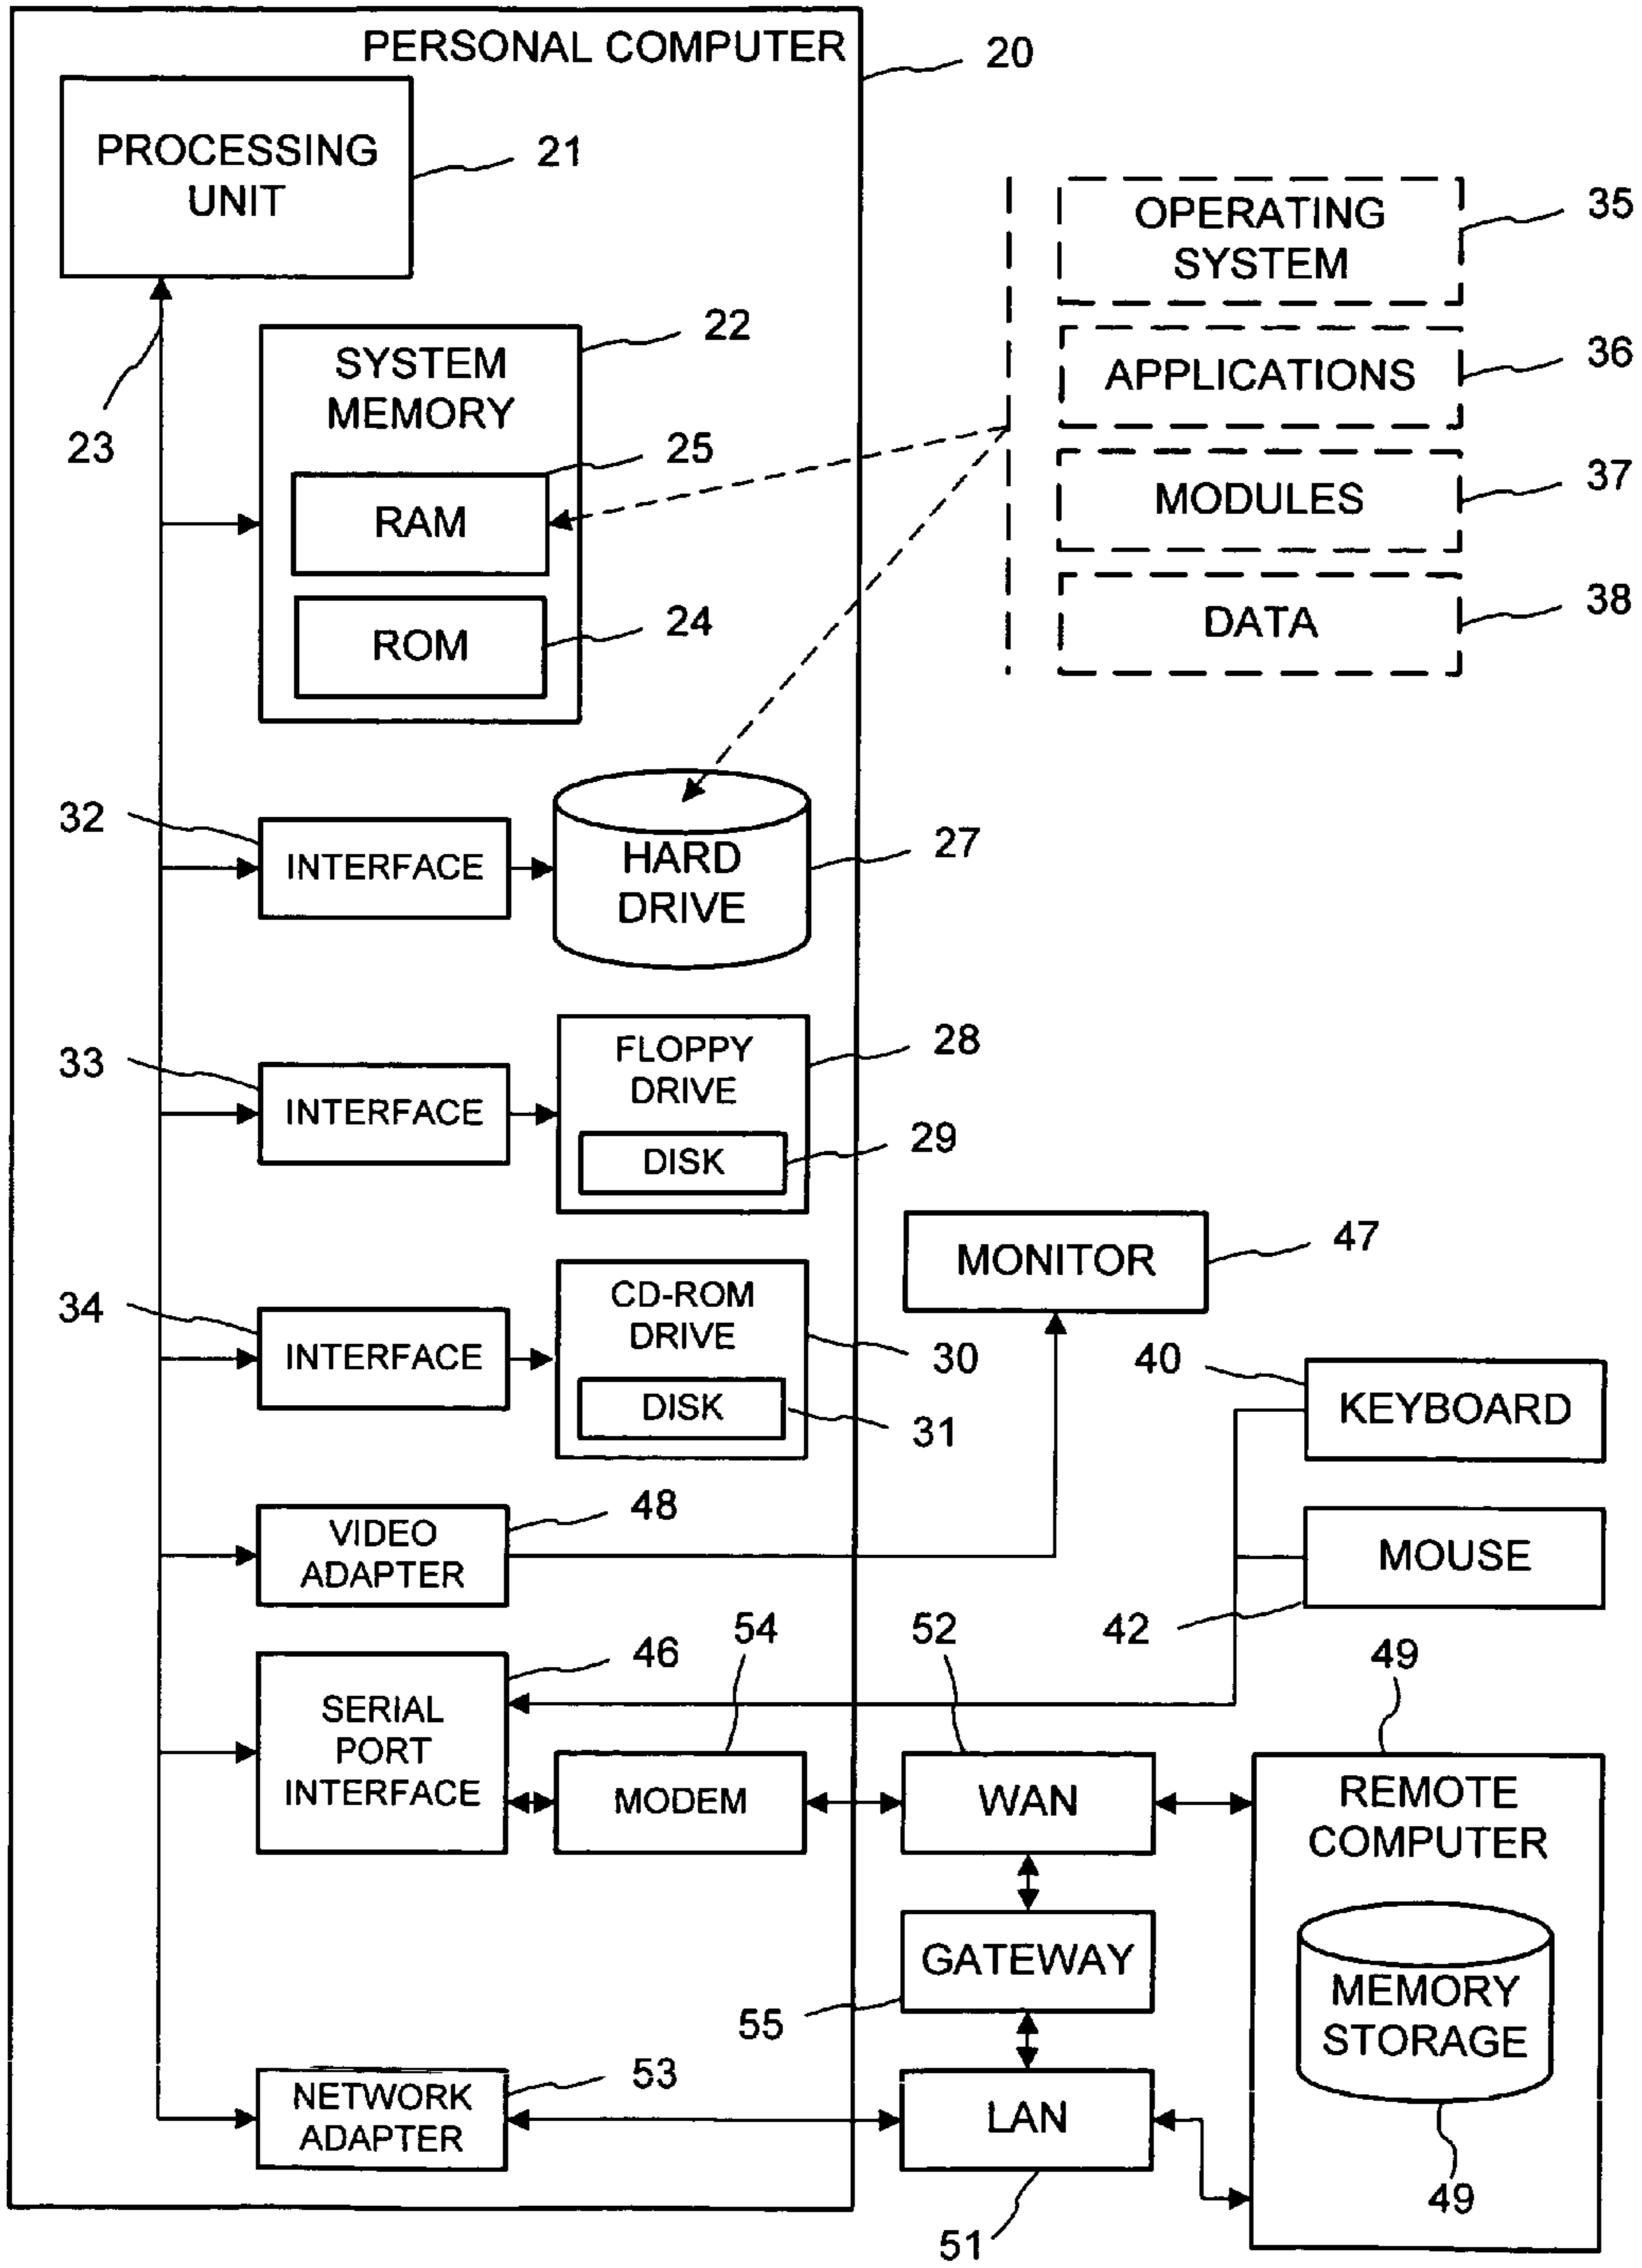 PERSONAL COMPUTER
20
PROCESSING
UNIT
21
23
SYSTEM
MEMORY
22
RAM
25
ROM
24
OPERATING
SYSTEM
35
APPLICATIONS
36
MODULES
37
DATA
38
32
INTERFACE
HARD
DRIVE
27
33
INTERFACE
FLOPPY
DRIVE
28
DISK
29
34
INTERFACE
CD-ROM
DRIVE
30
DISK
31
MONITOR
47
40
KEYBOARD
MOUSE
42
VIDEO
ADAPTER
48
SERIAL
PORT
INTERFACE
46
54
MODEM
52
WAN
49
REMOTE
COMPUTER
MEMORY
STORAGE
49
GATEWAY
55
NETWORK
ADAPTER
53
LAN
51